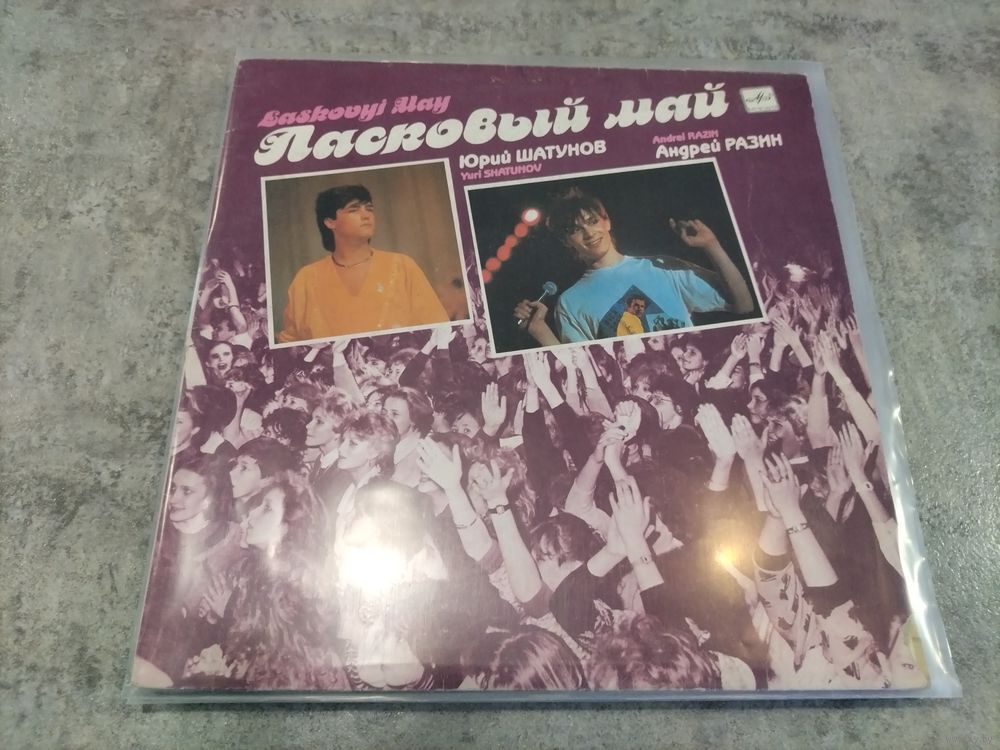 Laskovyi May
Ласковый май
Юрий ШАТУНОВ
Yuri SHATUNOV
Andrei RAZIN
Андрей РАЗИН